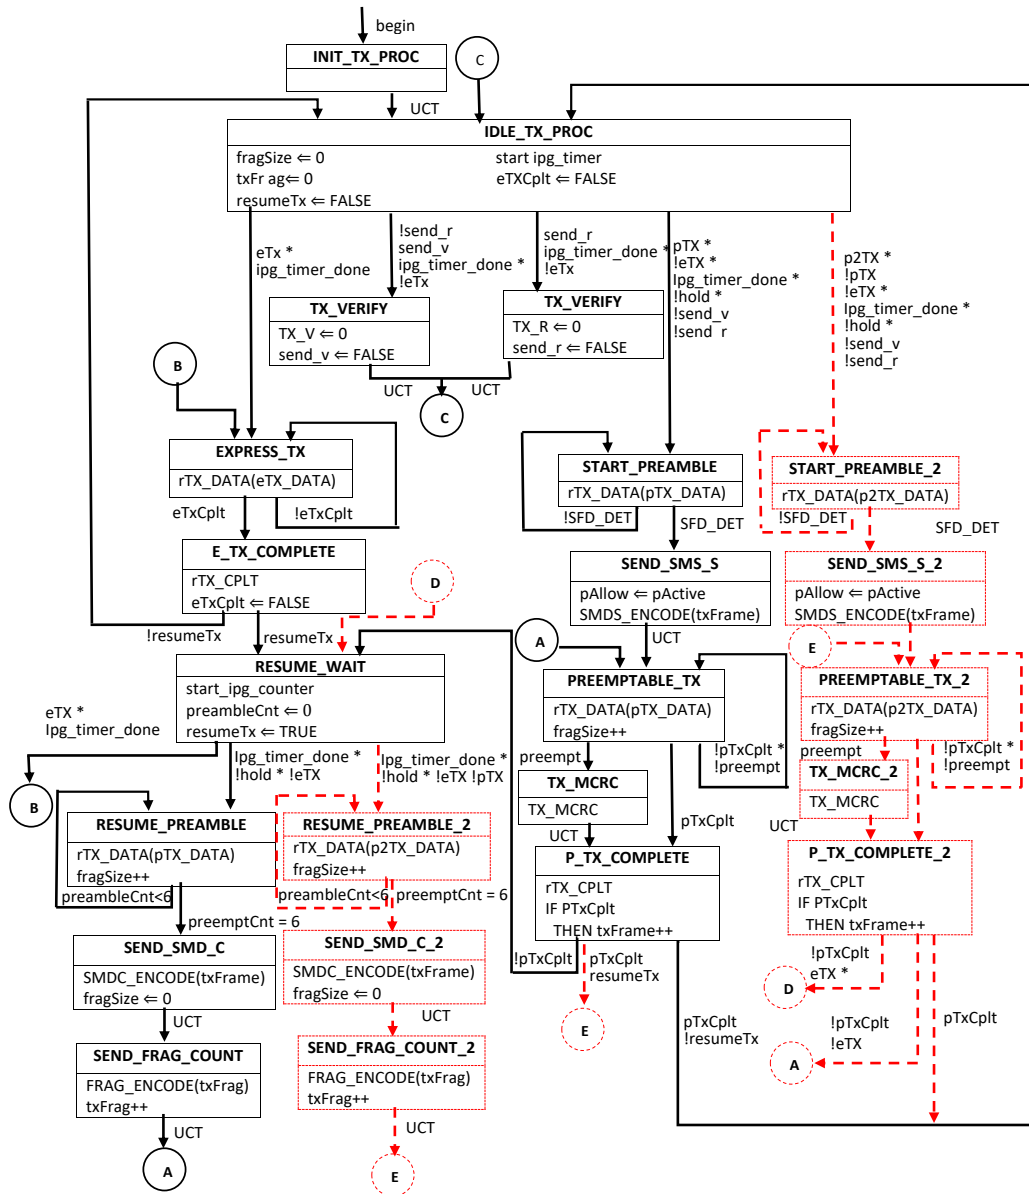 begin
INIT_TX_PROC
C
UCT
IDLE_TX_PROC
fragSize ⇐ 0
start ipg_timer
txFr ag⇐ 0
eTXCplt ⇐ FALSE
resumeTx ⇐ FALSE
eTx *
ipg_timer_done
!send_r
send_v
ipg_timer_done *
!eTx
send_r
ipg_timer_done *
!eTx
pTX *
!eTX *
Ipg_timer_done *
!hold *
!send_v
!send_r
p2TX *
!pTX
!eTX *
Ipg_timer_done *
!hold *
!send_v
!send_r
TX_VERIFY
TX_V ⇐ 0
send_v ⇐ FALSE
TX_VERIFY
TX_R ⇐ 0
send_r ⇐ FALSE
UCT
UCT
C
B
EXPRESS_TX
rTX_DATA(eTX_DATA)
eTxCplt
!eTxCplt
E_TX_COMPLETE
rTX_CPLT
eTxCplt ⇐ FALSE
!resumeTx
resumeTx
D
START_PREAMBLE
rTX_DATA(pTX_DATA)
!SFD_DET
SFD_DET
START_PREAMBLE_2
rTX_DATA(p2TX_DATA)
!SFD_DET
SFD_DET
SEND_SMS_S
pAllow ⇐ pActive
SMDS_ENCODE(txFrame)
UCT
SEND_SMS_S_2
pAllow ⇐ pActive
SMDS_ENCODE(txFrame)
A
E
RESUME_WAIT
start_ipg_counter
preambleCnt ⇐ 0
resumeTx ⇐ TRUE
eTX *
Ipg_timer_done
B
Ipg_timer_done *
!hold * !eTX
Ipg_timer_done *
!hold * !eTX !pTX
PREEMPTABLE_TX
rTX_DATA(pTX_DATA)
fragSize++
preempt
!pTxCplt *
!preempt
TX_MCRC
UCT
pTxCplt
PREEMPTABLE_TX_2
rTX_DATA(p2TX_DATA)
fragSize++
preempt
!pTxCplt *
!preempt
TX_MCRC_2
TX_MCRC
UCT
RESUME_PREAMBLE
rTX_DATA(pTX_DATA)
fragSize++
preambleCnt<6
preemptCnt = 6
RESUME_PREAMBLE_2
rTX_DATA(p2TX_DATA)
fragSize++
preambleCnt<6
preemptCnt = 6
P_TX_COMPLETE
rTX_CPLT
IF PTxCplt
THEN txFrame++
!pTxCplt
pTxCplt
resumeTx
E
pTxCplt
!resumeTx
P_TX_COMPLETE_2
rTX_CPLT
IF PTxCplt
THEN txFrame++
!pTxCplt
eTX *
D
!pTxCplt
!eTX
A
pTxCplt
SEND_SMD_C
SMDC_ENCODE(txFrame)
fragSize ⇐ 0
UCT
SEND_SMD_C_2
SMDC_ENCODE(txFrame)
fragSize ⇐ 0
UCT
SEND_FRAG_COUNT
FRAG_ENCODE(txFrag)
txFrag++
UCT
A
SEND_FRAG_COUNT_2
FRAG_ENCODE(txFrag)
txFrag++
UCT
E